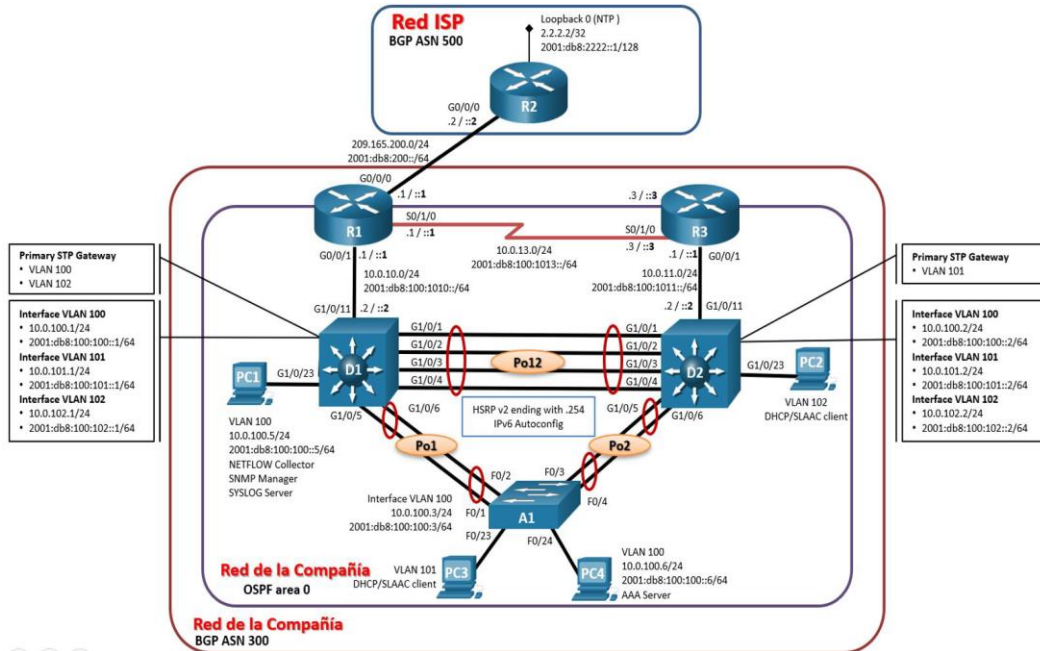 Red ISP
BGP ASN 500
Loopback 0 (NTP )
2.2.2.2/32
2001:db8:2222::1/128
G0/0/0
.2 / ::2
R2
209.165.200.0/24
2001:db8:200::/64
G0/0/0
.1 / ::1
R1
S0/1/0
.1 / ::1
.3 / ::3
R3
S0/1/0
.3 / ::3
10.0.13.0/24
2001:db8:100:1013::/64
G0/0/1
.1 / ::1
10.0.10.0/24
2001:db8:100:1010::/64
G1/0/11
.2 / ::2
.1 / ::1
G0/0/1
10.0.11.0/24
2001:db8:100:1011::/64
.2 / ::2
G1/0/11
Primary STP Gateway
• VLAN 100
• VLAN 102
Interface VLAN 100
• 10.0.100.1/24
• 2001:db8:100:100::1/64
Interface VLAN 101
• 10.0.101.1/24
• 2001:db8:100:101::1/64
Interface VLAN 102
• 10.0.102.1/24
• 2001:db8:100:102::1/64
Primary STP Gateway
• VLAN 101
Interface VLAN 100
• 10.0.100.2/24
• 2001:db8:100:100::2/64
Interface VLAN 101
• 10.0.101.2/24
• 2001:db8:100:101::2/64
Interface VLAN 102
• 10.0.102.2/24
• 2001:db8:100:102::2/64
D1
G1/0/1
G1/0/2
G1/0/3
G1/0/4
Po12
G1/0/1
G1/0/2
G1/0/3
G1/0/4
D2
PC1
G1/0/23
VLAN 100
10.0.100.5/24
2001:db8:100:100::5/64
NETFLOW Collector
SNMP Manager
SYSLOG Server
G1/0/23
PC2
VLAN 102
DHCP/SLAAC client
G1/0/5
G1/0/6
HSRP v2 ending with .254
IPv6 Autoconfig
G1/0/5
G1/0/6
Po1
Po2
F0/2
F0/3
F0/1
F0/4
Interface VLAN 100
10.0.100.3/24
2001:db8:100:100:3/64
A1
F0/23
F0/24
PC3
VLAN 101
DHCP/SLAAC client
PC4
VLAN 100
10.0.100.6/24
2001:db8:100:100::6/64
AAA Server
Red de la Compañía
OSPF area 0
Red de la Compañía
BGP ASN 300